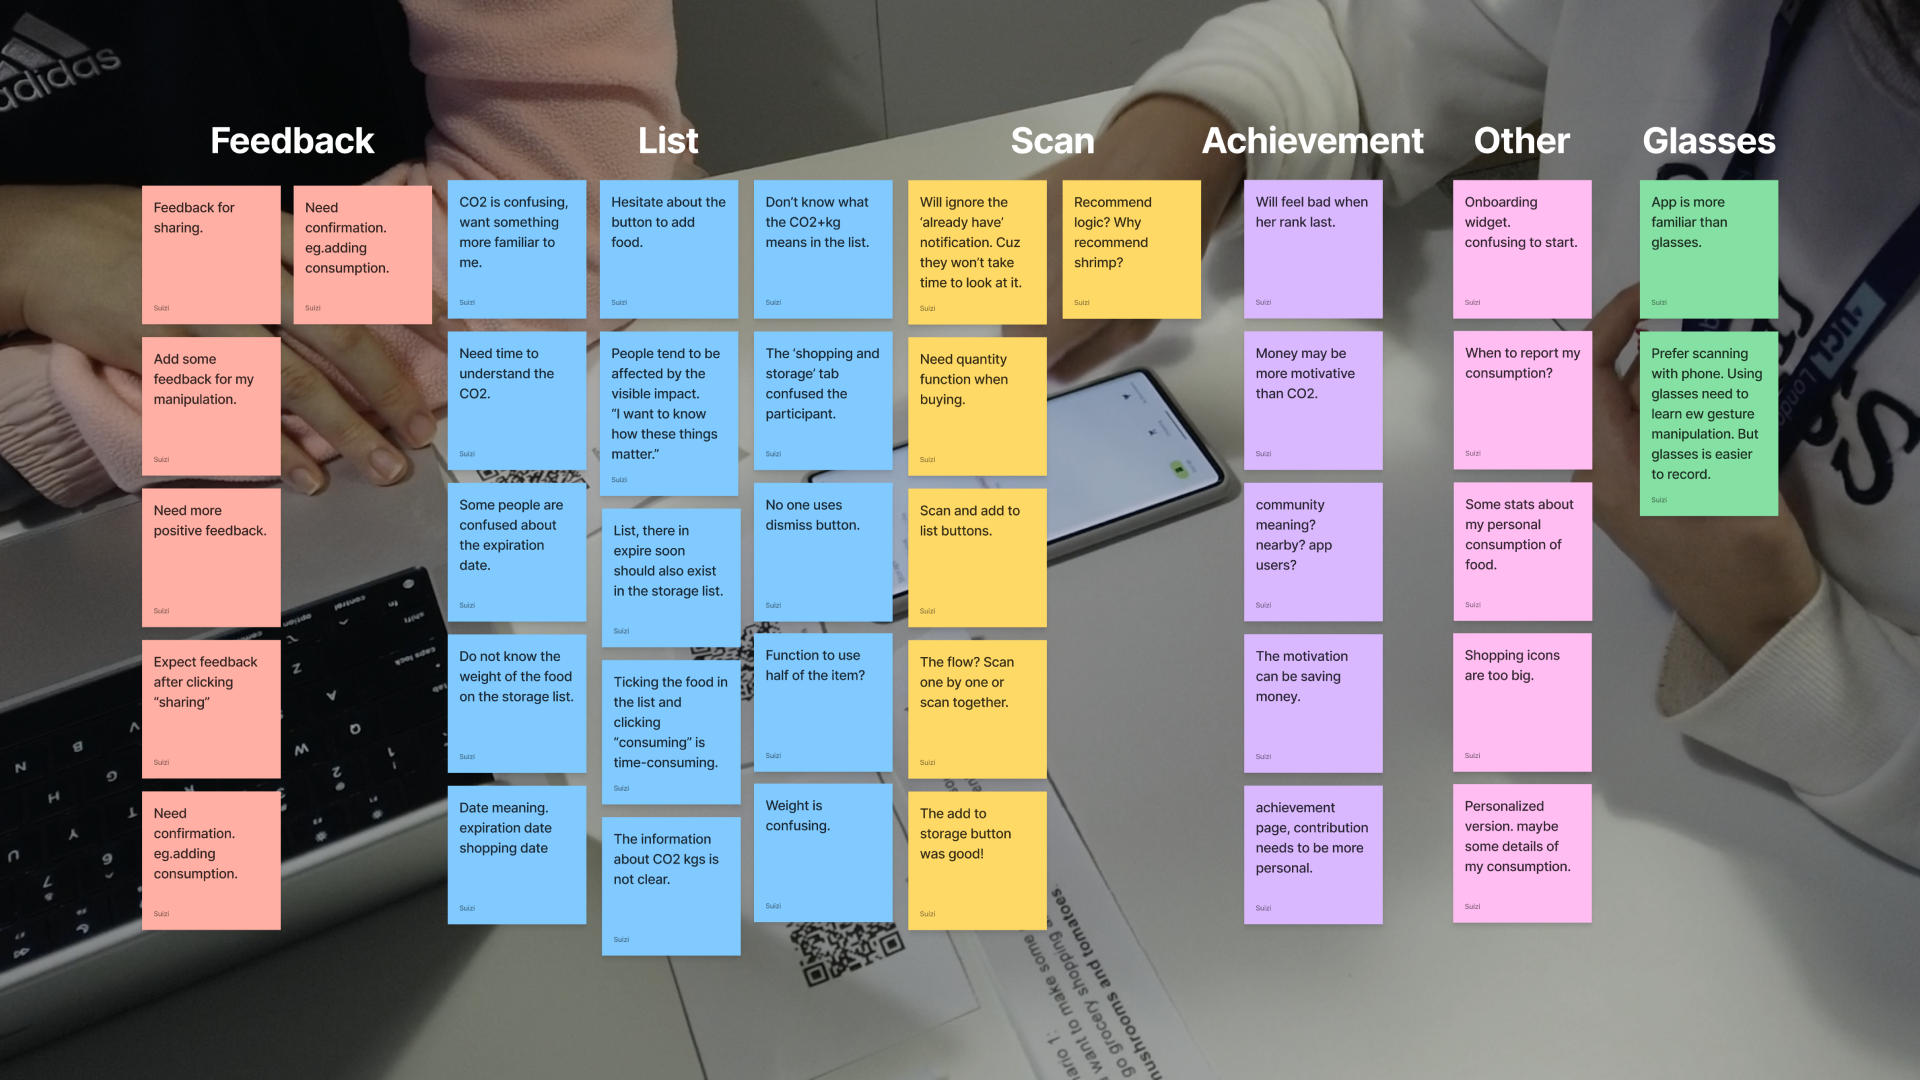 adidas
Feedback
List
Scan
Achievement
Other
Glasses
Feedback for
sharing.
Suizi
Need
confirmation.
eg.adding
consumption.
Suizi
Add some
feedback for my
manipulation.
Suizi
Need more
positive feedback.
Suizi
Expect feedback
after clicking
“sharing”
Suizi
Need
confirmation.
eg.adding
consumption.
Suizi
CO2 is confusing,
want something
more familiar to
me.
Suizi
Need time to
understand the
CO2.
Suizi
Some people are
confused about
the expiration
date.
Suizi
Do not know the
weight of the food
on the storage list.
Suizi
Date meaning.
expiration date
shopping date
Suizi
Hesitate about the
button to add
food.
Suizi
People tend to be
affected by the
visible impact.
“I want to know
how these things
matter.”
Suizi
List, there in
expire soon
should also exist
in the storage list.
Suizi
Ticking the food in
the list and
clicking
“consuming” is
time-consuming.
Suizi
The information
about CO2 kgs is
not clear.
Suizi
Don’t know what
the CO2+kg
means in the list.
Suizi
The ‘shopping and
storage’ tab
confused the
participant.
Suizi
No one uses
dismiss button.
Suizi
Function to use
half of the item?
Suizi
Weight is
confusing.
Suizi
Will ignore the
‘already have’
notification. Cuz
they won’t take
time to look at it.
Suizi
Need quantity
function when
buying.
Suizi
Scan and add to
list buttons.
Suizi
The flow? Scan
one by one or
scan together.
Suizi
The add to
storage button
was good!
Suizi
Recommend
logic? Why
recommend
shrimp?
Suizi
Will feel bad when
her rank last.
Suizi
Money may be
more motivative
than CO2.
Suizi
community
meaning?
nearby? app
users?
Suizi
The motivation
can be saving
money.
Suizi
achievement
page, contribution
needs to be more
personal.
Suizi
Onboarding
widget.
confusing to start.
Suizi
When to report my
consumption?
Suizi
Some stats about
my personal
consumption of
food.
Suizi
Shopping icons
are too big.
Suizi
Personalized
version. maybe
some details of
my consumption.
Suizi
App is more
familiar than
glasses.
Suizi
Prefer scanning
with phone. Using
glasses need to
learn ew gesture
manipulation. But
glasses is easier
to record.
Suizi
UCL
ario 1:
want to make some
go grocery shopping
mushrooms and tomatoes.